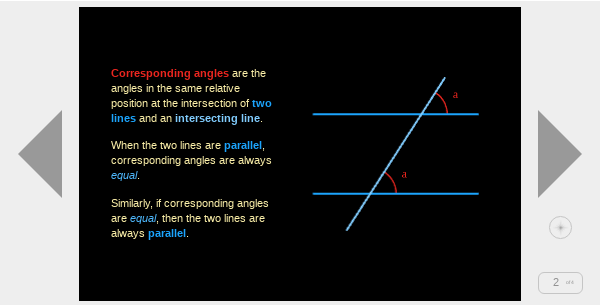 Corresponding angles are the
angles in the same relative
position at the intersection of two
lines and an intersecting line.
When the two lines are parallel,
corresponding angles are always
equal.
Similarly, if corresponding angles
are equal, then the two lines are
always parallel.
a
a
2